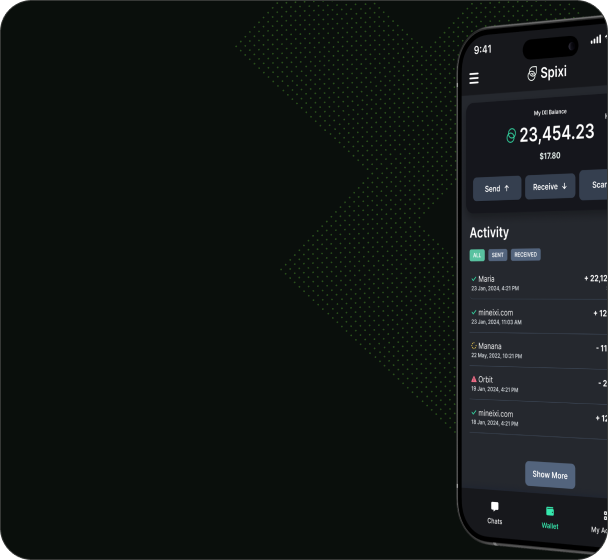 9:41
Spixi
My IXI Balance
23,454.23
$17.80
Send
Receive
Scan
Activity
ALL
SENT
RECEIVED
Maria
+ 22,12
23 Jan, 2024, 4:21 PM
mineixi.com
+ 12
23 Jan, 2024, 11:03 AM
Manana
- 11
22 May, 2022, 10:21 PM
Orbit
- 2
19 Jan, 2024, 4:21 PM
mineixi.com
+ 12
18 Jan, 2024, 4:21 PM
Show More
Chats
Wallet
My A